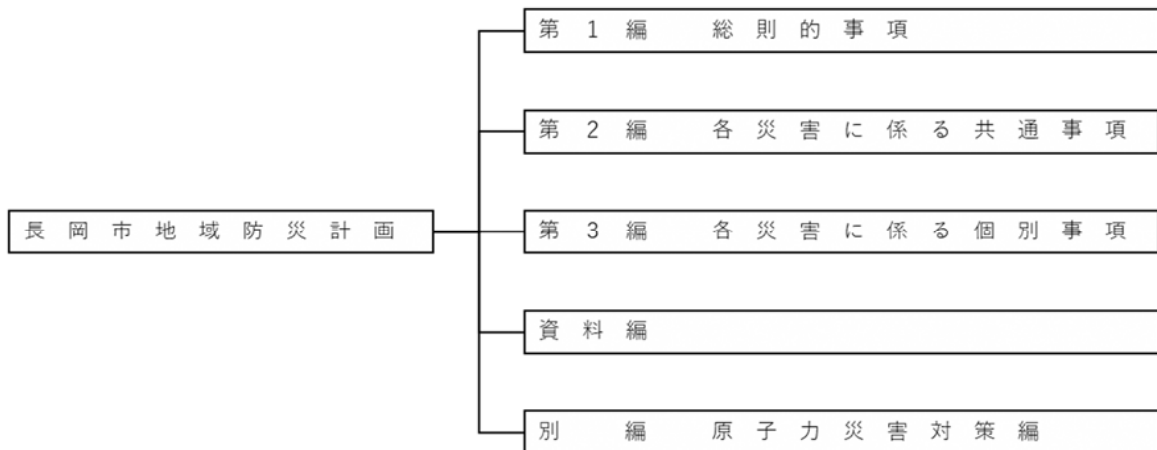 第1編 総則的事項
第2編 各災害に係る共通事項
長岡市地域防災計画
第3編 各災害に係る個別事項
資料編
別 編 原子力災害対策編